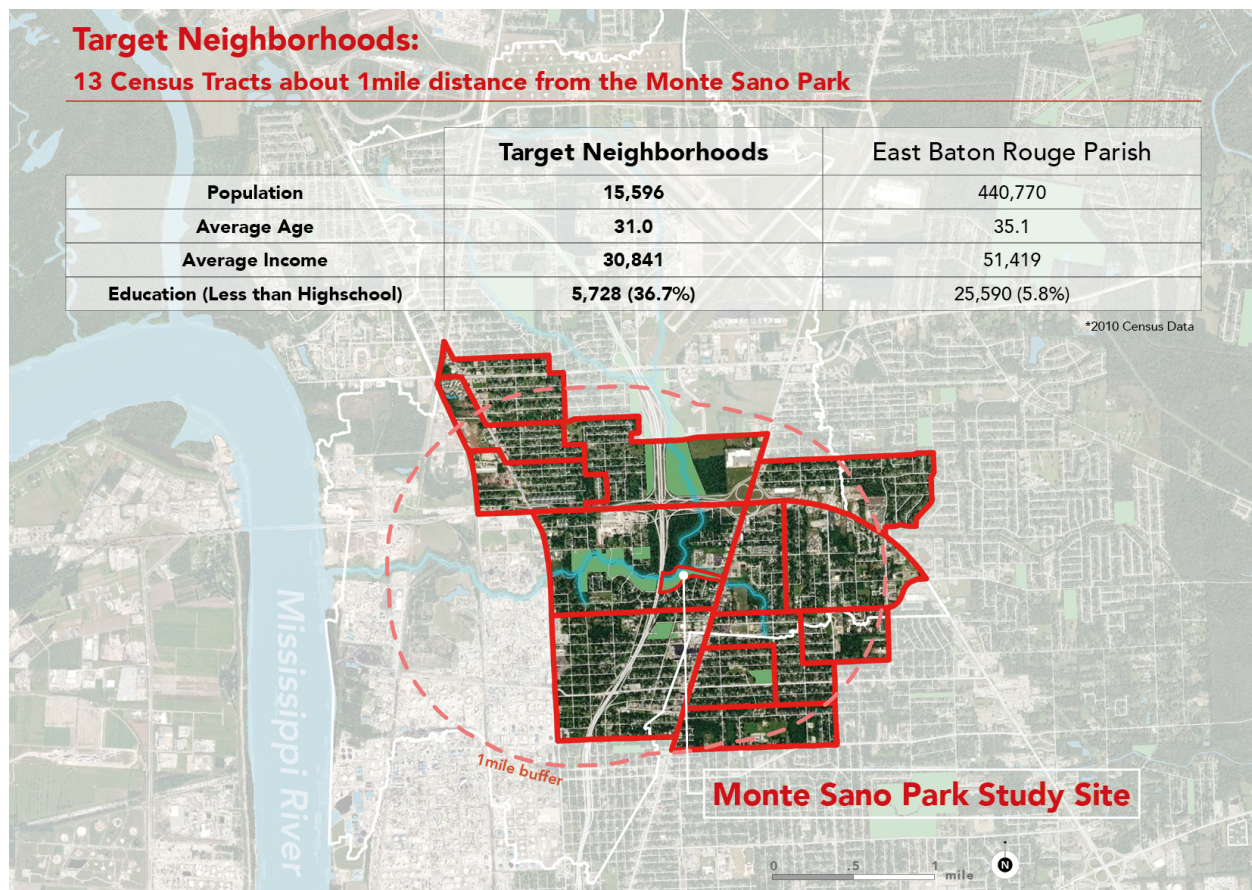 Target Neighborhoods:
13 Census Tracts about 1mile distance from the Monte Sano Park
Target Neighborhoods East Baton Rouge Parish
Population 15,596 440,770
Average Age 31.0 35.1
Average Income 30,841 51,419
Education (Less than Highschool) 5,728 (36.7%) 25,590 (5.8%)
*2010 Census Data
Mississippi River
1mile buffer
Monte Sano Park Study Site
0 .5 1 mile
N